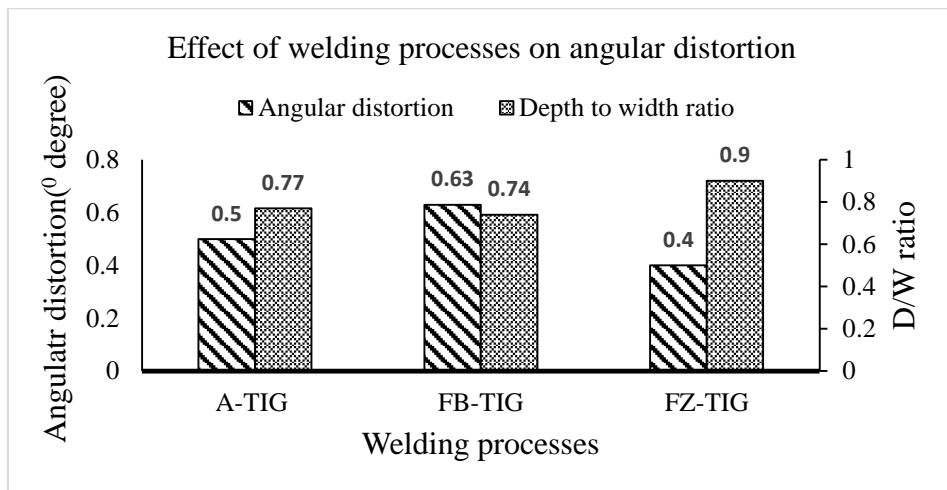 Effect of welding processes on angular distortion
Angular distortion Depth to width ratio
Angulatr distortion(⁰ degree)
0.8
0.6
0.4
0.2
0
0.5
0.77
0.63
0.74
0.4
0.9
1
0.8
0.6
0.4
0.2
0
D/W ratio
A-TIG FB-TIG FZ-TIG
Welding processes